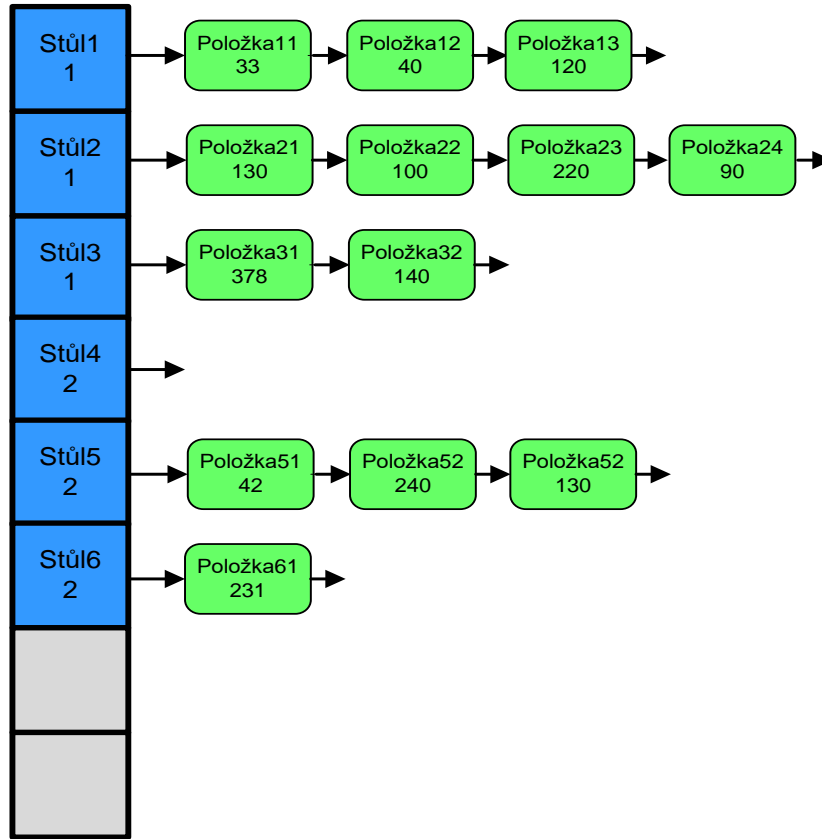 Stůl1
1
Položka11
33
Položka12
40
Položka13
120
Stůl2
1
Položka21
130
Položka22
100
Položka23
220
Položka24
90
Stůl3
1
Položka31
378
Položka32
140
Stůl4
2
Stůl5
2
Položka51
42
Položka52
240
Položka52
130
Stůl6
2
Položka61
231